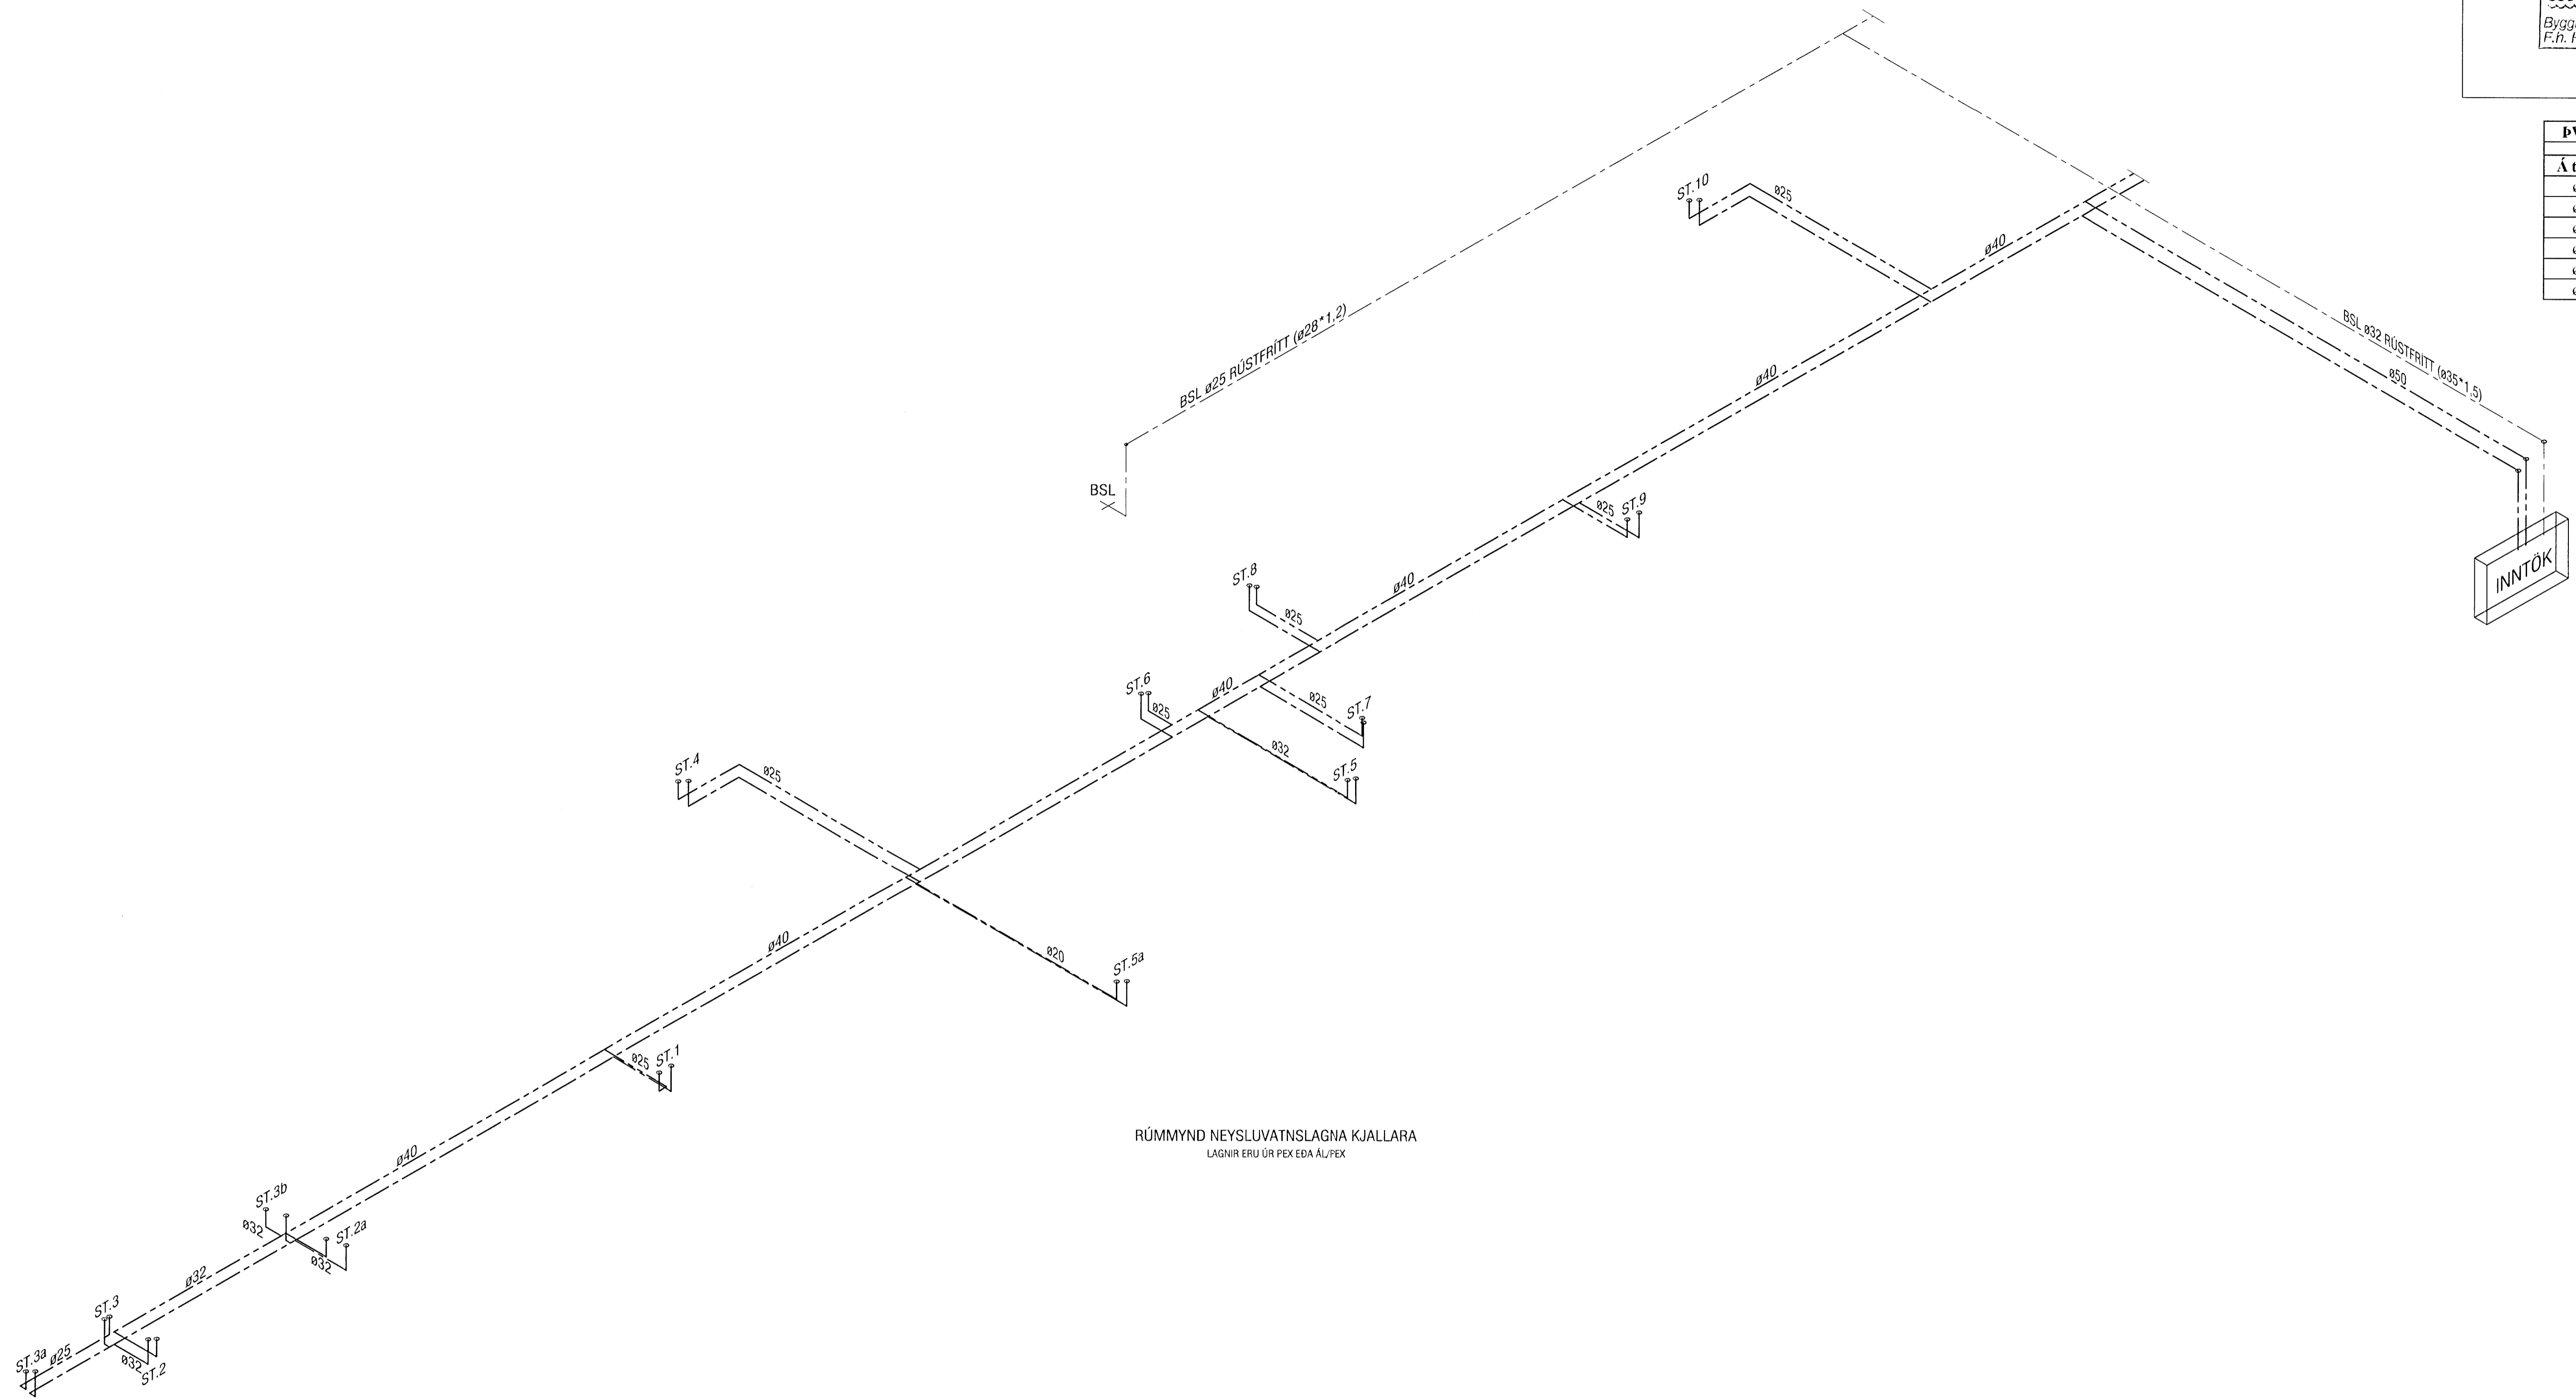 Bygg
F.h.
Á
ST.10
ø25
ø40
BSL ø25 RÚSTFRÍTT (ø28*1,2)
BSL ø32 RÚSTFRÍTT (ø35*1,5)
ø40
ø50
BSL
ø25
ST.9
INNTÖK
ST.8
ø40
ø25
ST.6
ø40
ø25
ø25
ST.7
ST.4
ø32
ø25
ST.5
ø40
ø20
ST.5a
ø25
ST.1
RÚMMYND NEYSLUVATNSLAGNA KJALLARA
LAGNIR ERU ÚR PEX EÐA ÁL/PEX
ø40
ST.3b
ø32
ST.2a
ø32
ø32
ST.3
ST.3a
ø25
ø32
ST.2